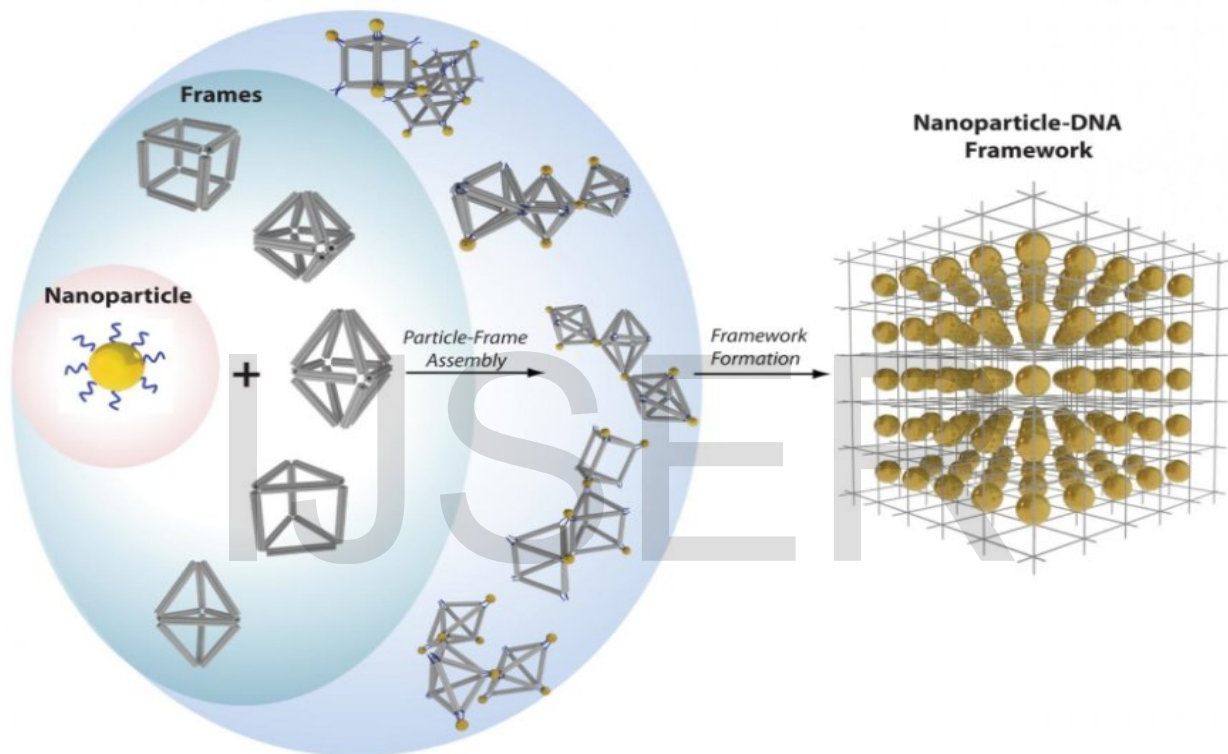 Frames
Nanoparticle-DNA
Framework
Nanoparticle
+
Particle-Frame
Assembly
Framework
Formation
IJSER